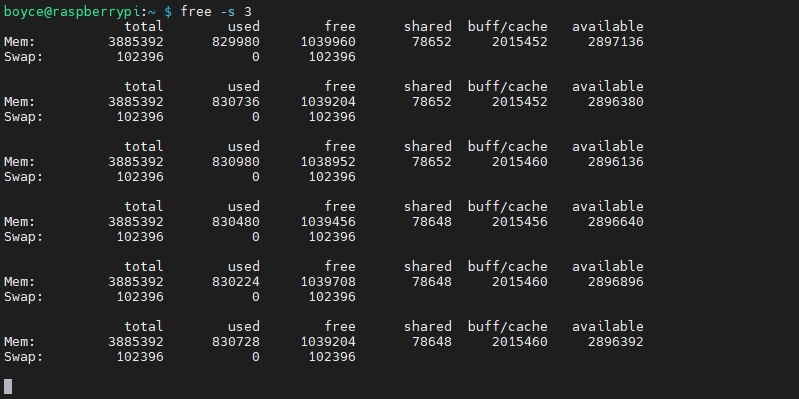 boyce@raspberrypi:~ $ free -s 3
               total        used        free      shared  buff/cache   available
Mem:         3885392      829980     1039960       78652     2015452     2897136
Swap:         102396           0      102396
               total        used        free      shared  buff/cache   available
Mem:         3885392      830736     1039204       78652     2015452     2896380
Swap:         102396           0      102396
               total        used        free      shared  buff/cache   available
Mem:         3885392      830980     1038952       78652     2015460     2896136
Swap:         102396           0      102396
               total        used        free      shared  buff/cache   available
Mem:         3885392      830480     1039456       78648     2015456     2896640
Swap:         102396           0      102396
               total        used        free      shared  buff/cache   available
Mem:         3885392      830224     1039708       78648     2015460     2896896
Swap:         102396           0      102396
               total        used        free      shared  buff/cache   available
Mem:         3885392      830728     1039204       78648     2015460     2896392
Swap:         102396           0      102396